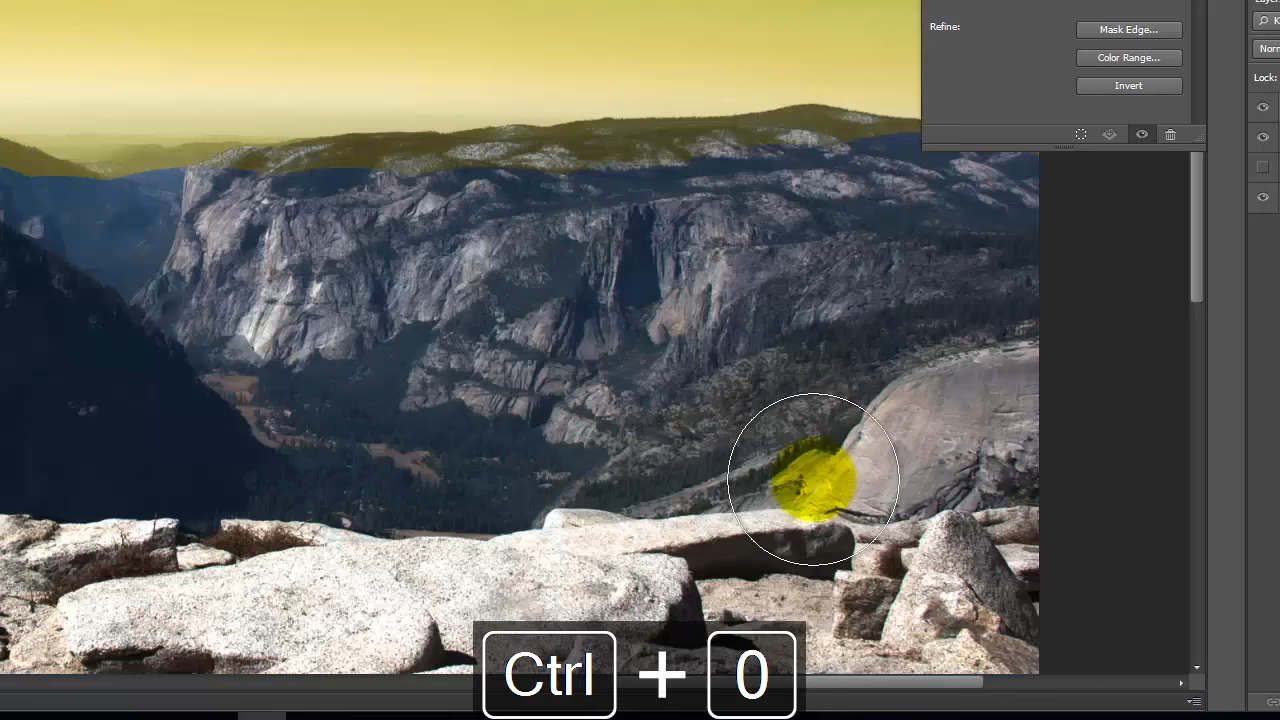 Refine:
Mask Edge...
Color Range...
Invert
Lock:
Ctrl + 0